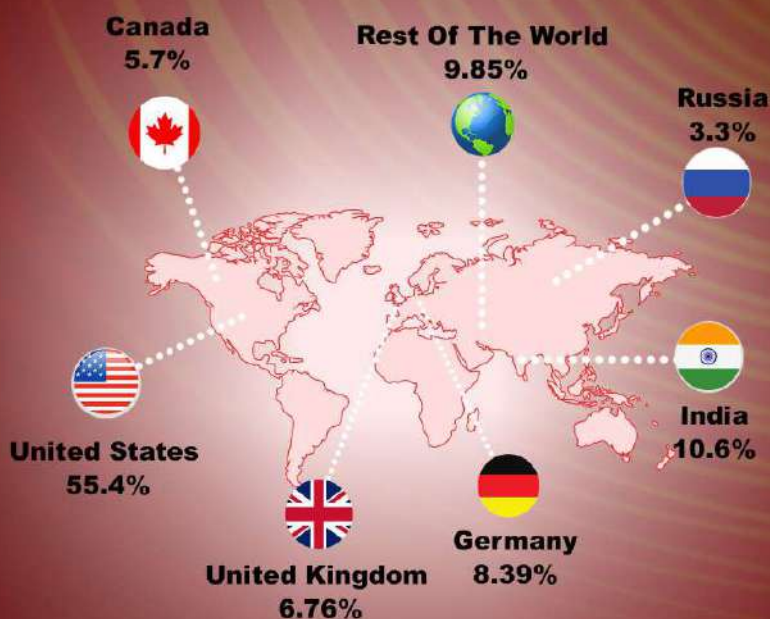 Canada
5.7%
Rest Of The World
9.85%
Russia
3.3%
United States
55.4%
India
10.6%
United Kingdom
6.76%
Germany
8.39%